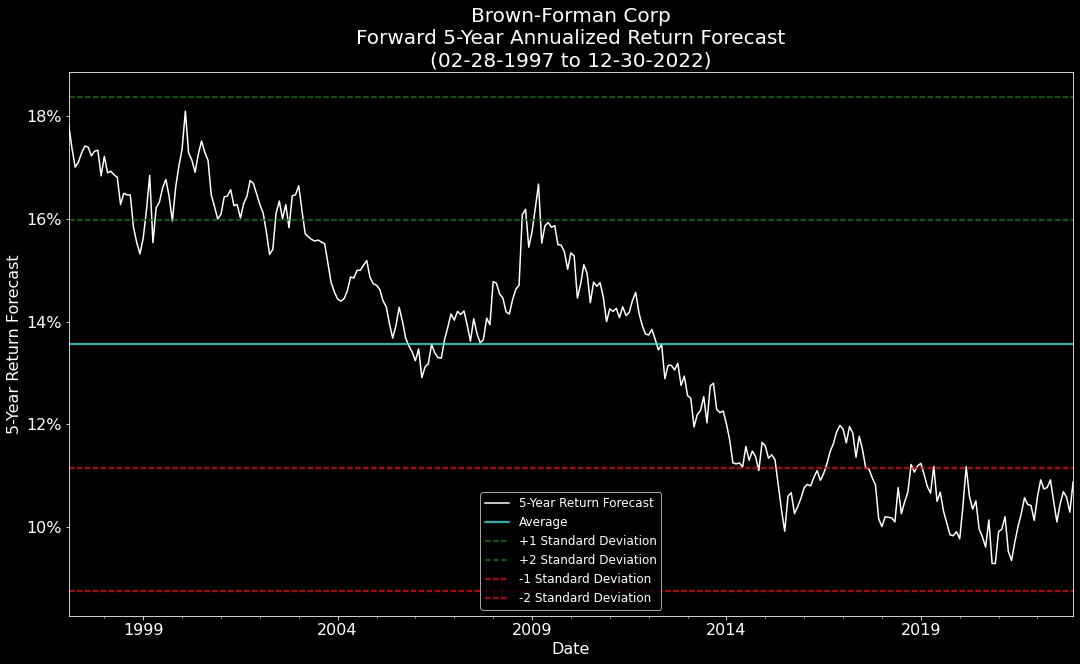 Brown-Forman Corp
Forward 5-Year Annualized Return Forecast
(02-28-1997 to 12-30-2022)
5-Year Return Forecast
18%
16%
14%
12%
10%
5-Year Return Forecast
Average
+1 Standard Deviation
+2 Standard Deviation
-1 Standard Deviation
-2 Standard Deviation
1999
2004
2009
2014
2019
Date